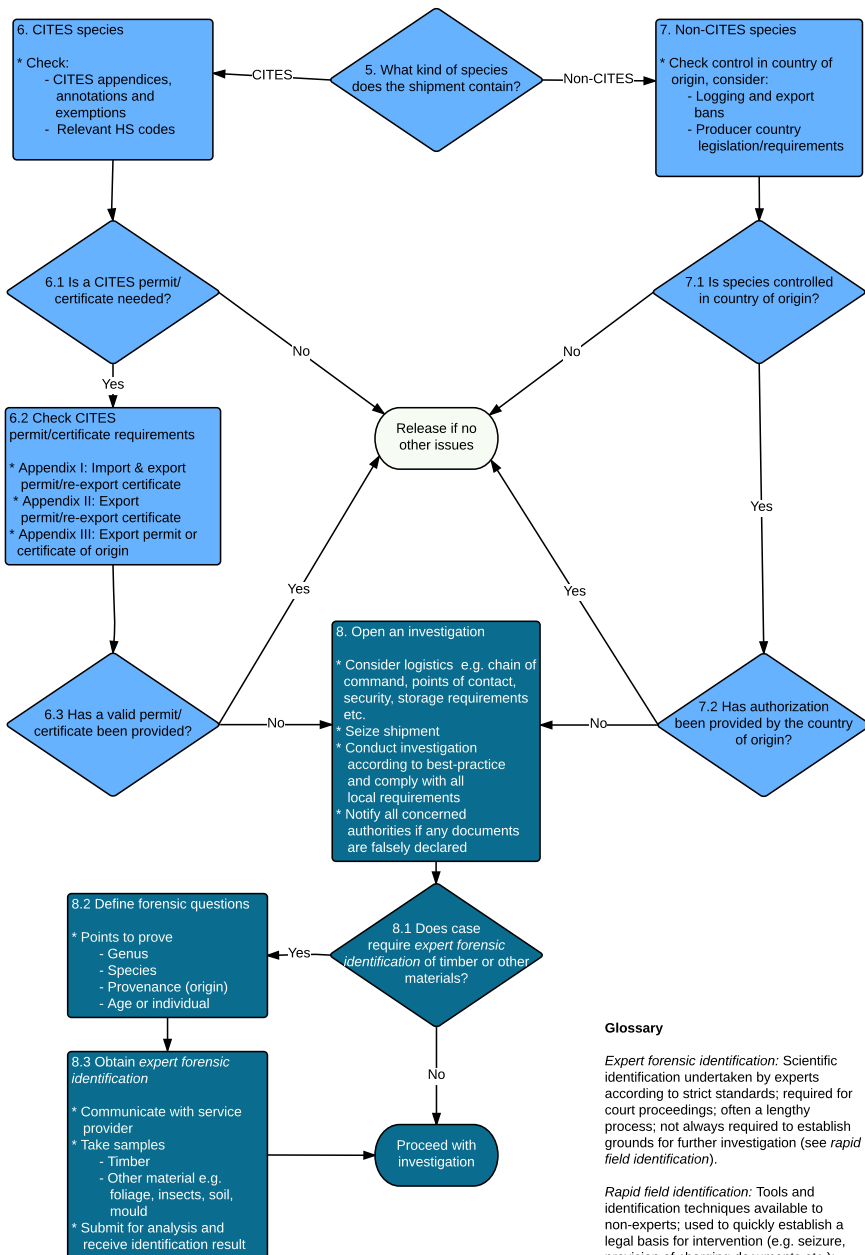 6. CITES species
* Check:
- CITES appendices,
annotations and
exemptions
- Relevant HS codes
CITES
5. What kind of species
does the shipment contain?
Non-CITES
7. Non-CITES species
* Check control in country of
origin, consider:
- Logging and export
bans
- Producer country
legislation/requirements
6.1 Is a CITES permit/
certificate needed?
7.1 Is species controlled
in country of origin?
No
No
Yes
6.2 Check CITES
permit/certificate requirements
* Appendix I: Import & export
permit/re-export certificate
* Appendix II: Export
permit/re-export certificate
* Appendix III: Export permit or
certificate of origin
Release if no
other issues
Yes
Yes
Yes
6.3 Has a valid permit/
certificate been provided?
No
8. Open an investigation
* Consider logistics e.g. chain of
command, points of contact,
security, storage requirements
etc.
* Seize shipment
* Conduct investigation
according to best-practice
and comply with all
local requirements
* Notify all concerned
authorities if any documents
are falsely declared
No
7.2 Has authorization
been provided by the country
of origin?
8.2 Define forensic questions
* Points to prove
- Genus
- Species
- Provenance (origin)
- Age or individual
Yes
8.1 Does case
require expert forensic
identification of timber or other
materials?
No
8.3 Obtain expert forensic
identification
* Communicate with service
provider
* Take samples
- Timber
- Other material e.g.
foliage, insects, soil,
mould
* Submit for analysis and
receive identification result
Proceed with
investigation
Glossary
Expert forensic identification: Scientific
identification undertaken by experts
according to strict standards; required for
court proceedings; often a lengthy
process; not always required to establish
grounds for further investigation (see rapid
field identification).
Rapid field identification: Tools and
identification techniques available to
non-experts; used to quickly establish a
legal basis for intervention (e.g. seizure,